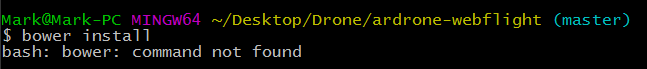 Mark@Mark-PC MINGW64 ~/Desktop/Drone/ardrone-webflight (master)
$ bower install
bash: bower: command not found